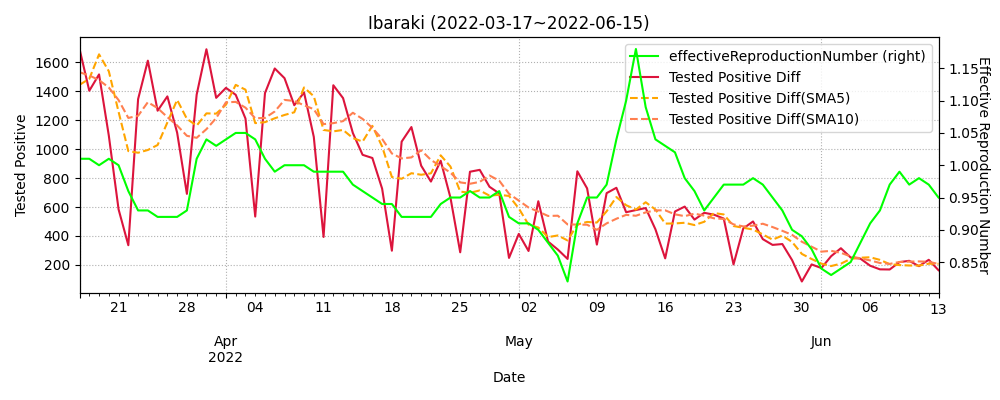 Ibaraki (2022-03-17~2022-06-15)
effectiveReproductionNumber (right)
Tested Positive Diff
Tested Positive Diff(SMA5)
Tested Positive Diff(SMA10)
Tested Positive
1600
1400
1200
1000
800
600
400
200
1.15
1.10
1.05
1.00
0.95
0.90
0.85
Effective Reproduction Number
21 28 04 11 18 25 02 09 16 23 30 06 13
Apr May Jun
2022
Date